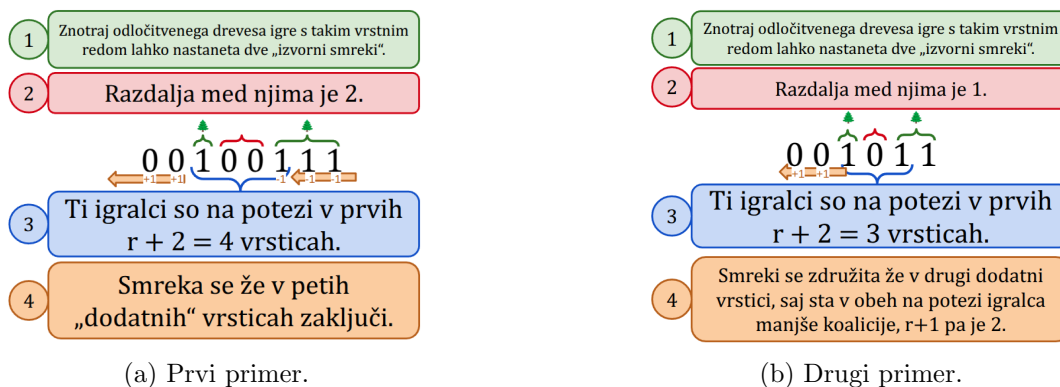 1
Znotraj odločitvenega drevesa igre s takim vrstnim
redom lahko nastaneta dve „izvorni smreki“.
2
Razdalja med njima je 2.
0 0 1 0 0 1 1 1
+1 +1 -1 -1 -1
3
Ti igralci so na potezi v prvih
r + 2 = 4 vrsticah.
4
Smreka se že v petih
„dodatnih“ vrsticah zaključi.
(a) Prvi primer.
1
Znotraj odločitvenega drevesa igre s takim vrstnim
redom lahko nastaneta dve „izvorni smreki“.
2
Razdalja med njima je 1.
0 0 1 0 1 1
+1 +1
3
Ti igralci so na potezi v prvih
r + 2 = 3 vrsticah.
4
Smreki se združita že v drugi dodatni
vrstici, saj sta v obeh na potezi igralca
manjše koalicije, r+1 pa je 2.
(b) Drugi primer.